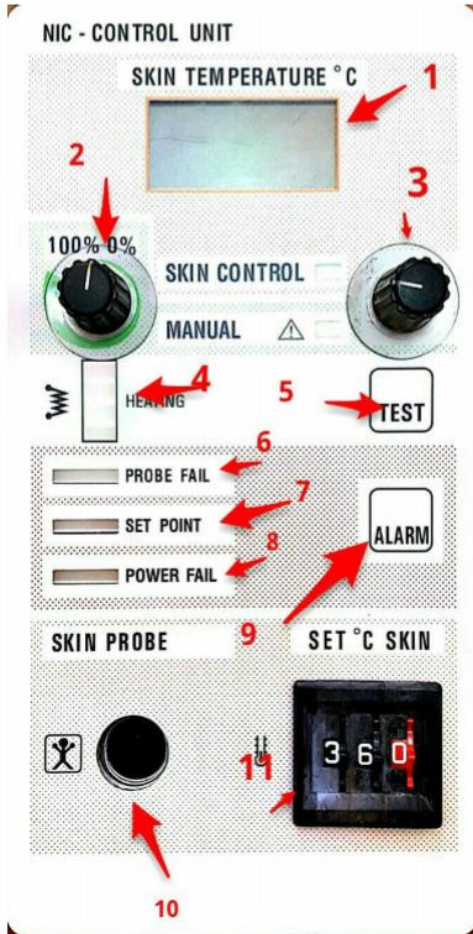 NIC - CONTROL UNIT
SKIN TEMPERATURE °C
1
2
3
100% 0%
SKIN CONTROL
MANUAL
4
HEATING
5
TEST
6
PROBE FAIL
7
SET POINT
8
POWER FAIL
ALARM
9
SKIN PROBE
SET °C SKIN
11
3 6 0
10